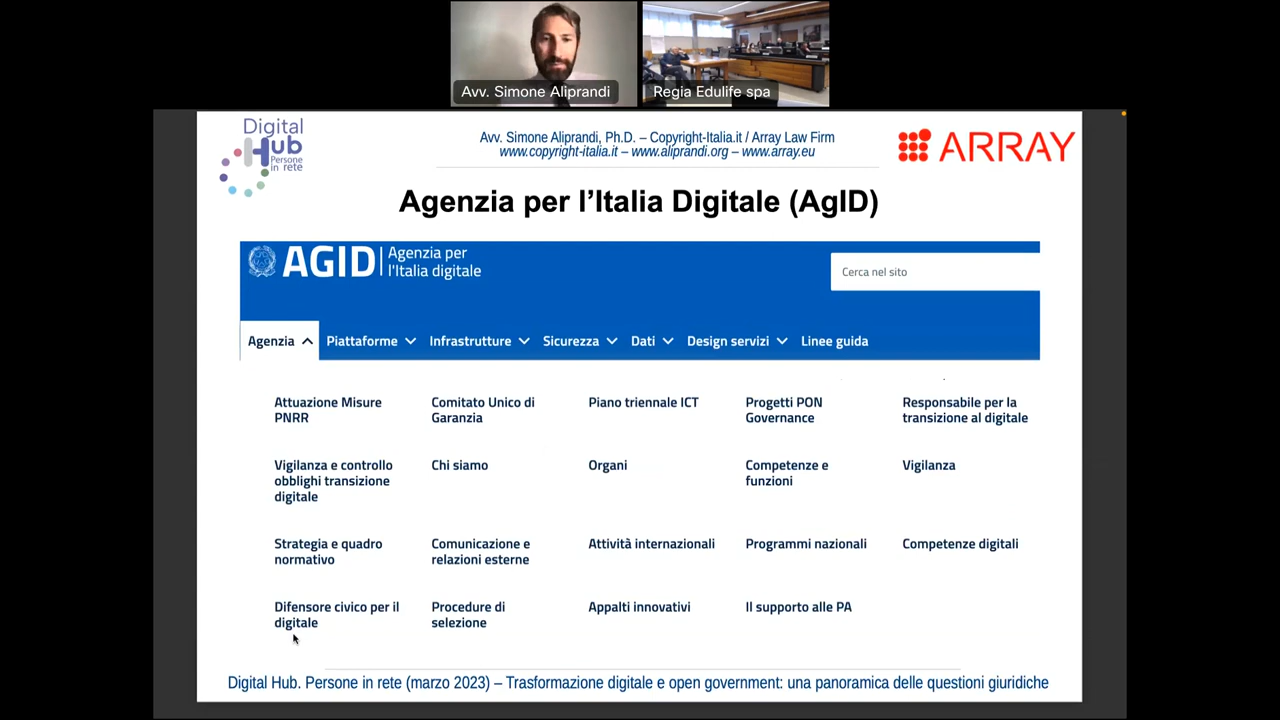 Avv. Simone Aliprandi
Regia Edulife spa
Digital
Hub
Persone
in rete
Avv. Simone Aliprandi, Ph.D. – Copyright-Italia.it / Array Law Firm
www.copyright-italia.it – www.aliprandi.org – www.array.eu
ARRAY
Agenzia per l’Italia Digitale (AgID)
AGID
Agenzia per
l'Italia digitale
Cerca nel sito
Agenzia Piattaforme Infrastrutture Sicurezza Dati Design servizi Linee guida
Attuazione Misure
PNRR
Comitato Unico di
Garanzia
Piano triennale ICT
Progetti PON
Governance
Responsabile per la
transizione al digitale
Vigilanza e controllo
obblighi transizione
digitale
Chi siamo
Organi
Competenze e
funzioni
Vigilanza
Strategia e quadro
normativo
Comunicazione e
relazioni esterne
Attività internazionali
Programmi nazionali
Competenze digitali
Difensore civico per il
digitale
Procedure di
selezione
Appalti innovativi
Il supporto alle PA
Digital Hub. Persone in rete (marzo 2023) – Trasformazione digitale e open government: una panoramica delle questioni giuridiche